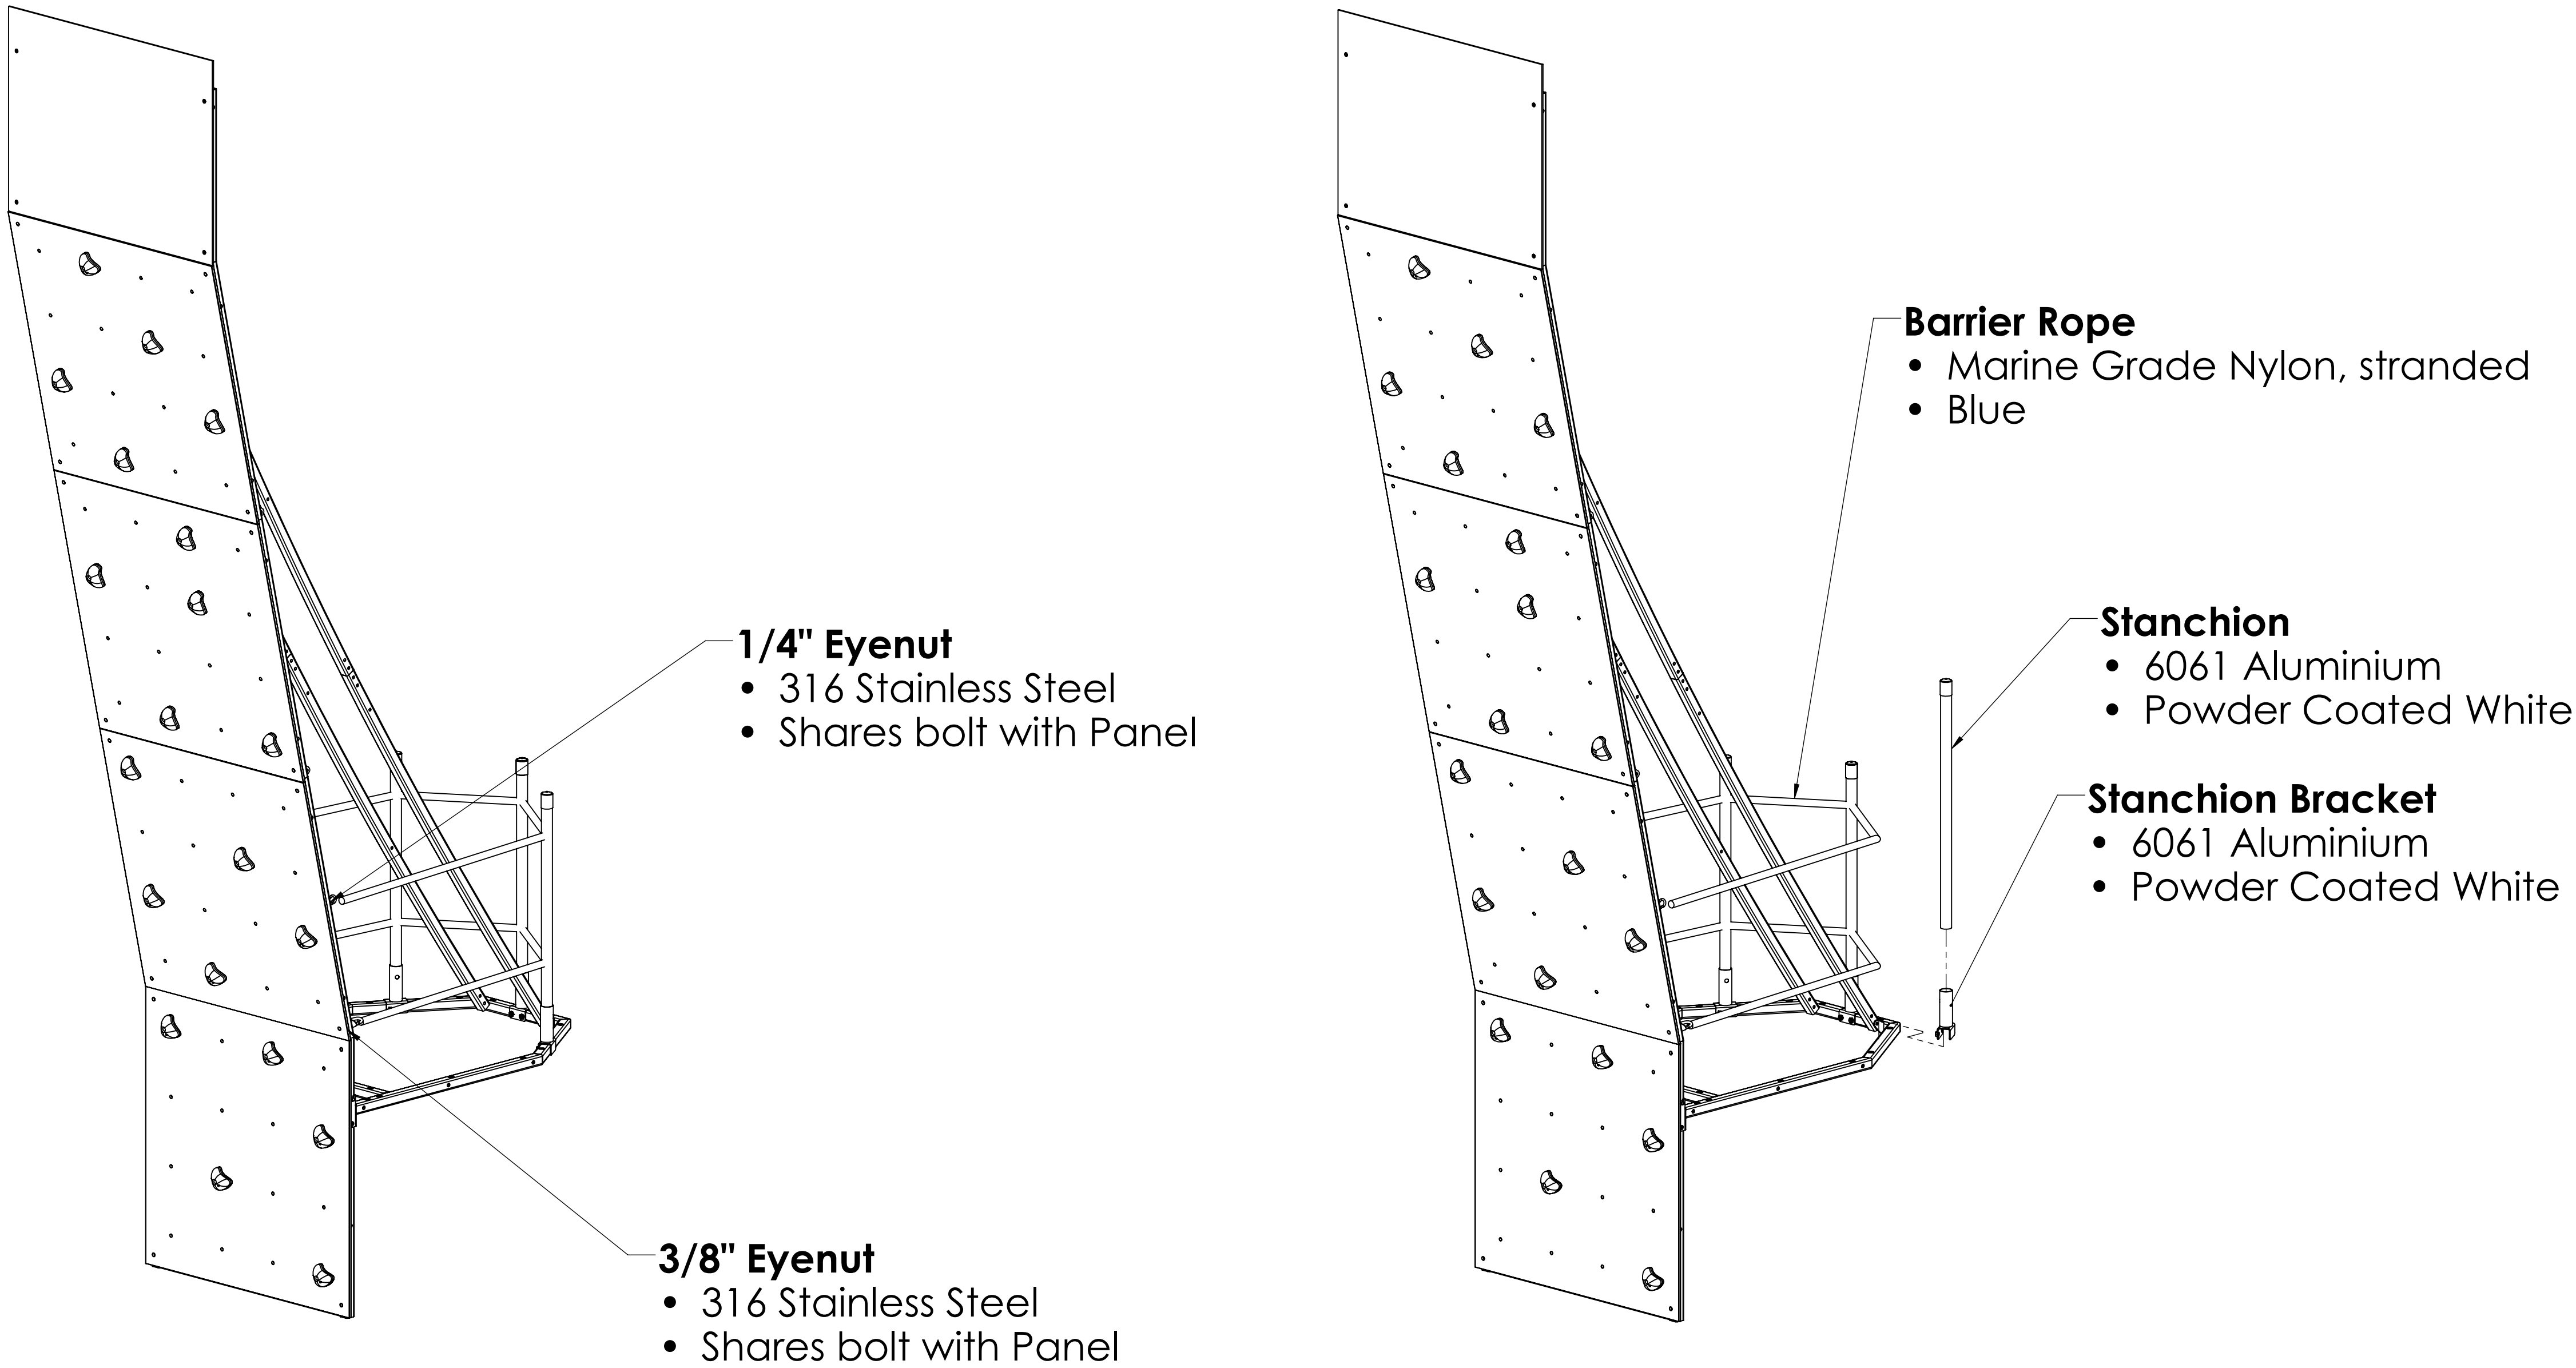 1/4" Eyenut
• 316 Stainless Steel
• Shares bolt with Panel
3/8" Eyenut
• 316 Stainless Steel
• Shares bolt with Panel
Barrier Rope
• Marine Grade Nylon, stranded
• Blue
Stanchion
• 6061 Aluminium
• Powder Coated White
Stanchion Bracket
• 6061 Aluminium
• Powder Coated White